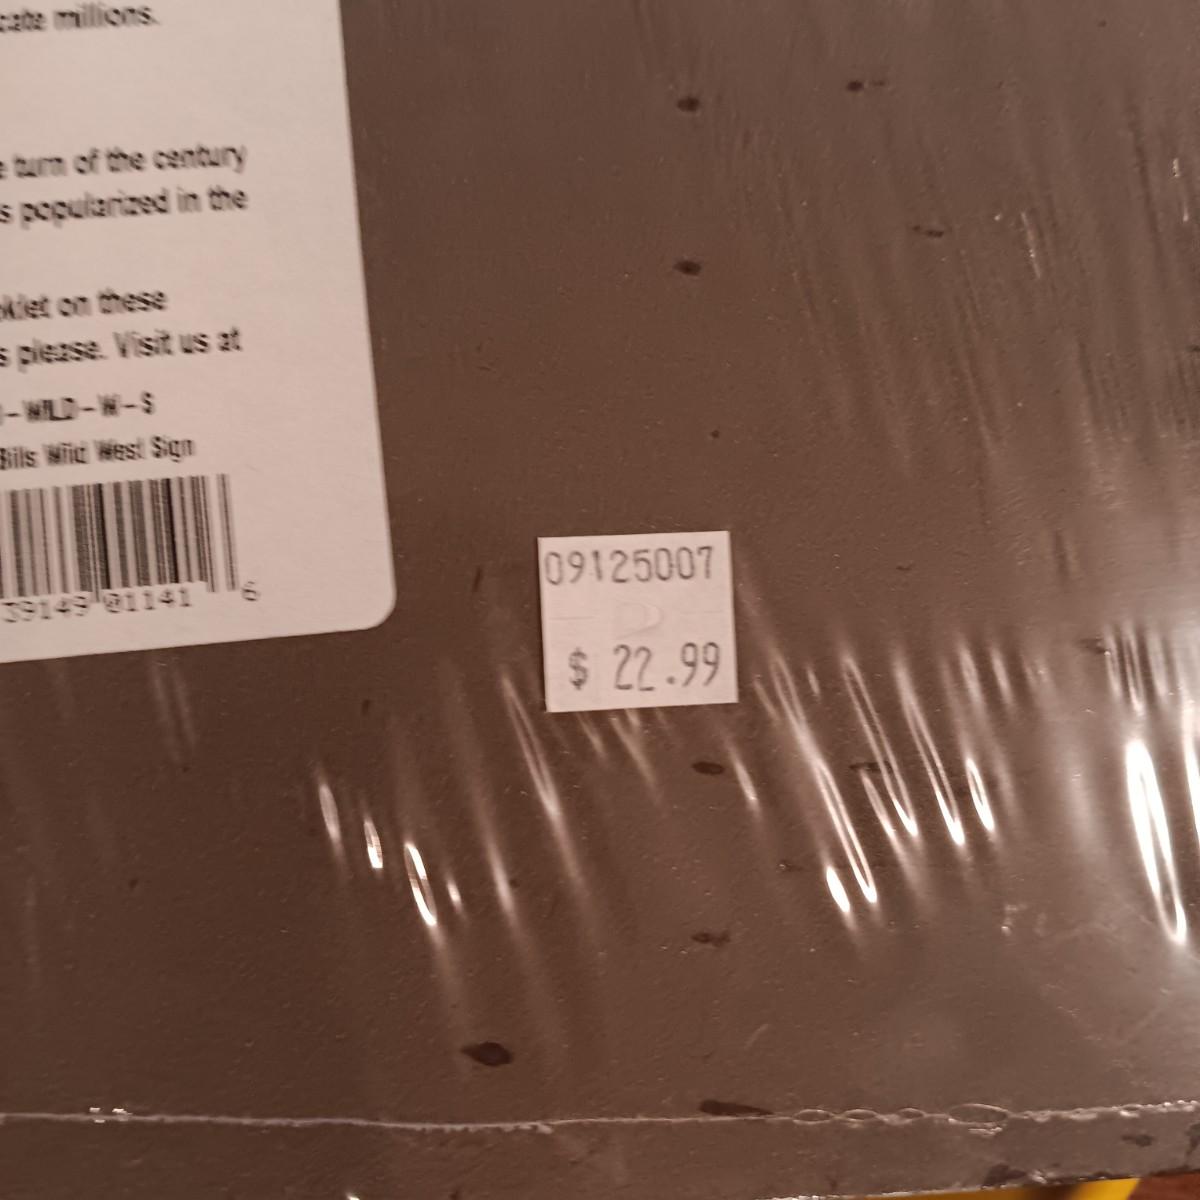 cate millions.
e turn of the century
s popularized in the
klet on these
s please. Visit us at
-WILD-W-S
Bills Wild West Sign
39149 01141 6
09125007
$ 22.99